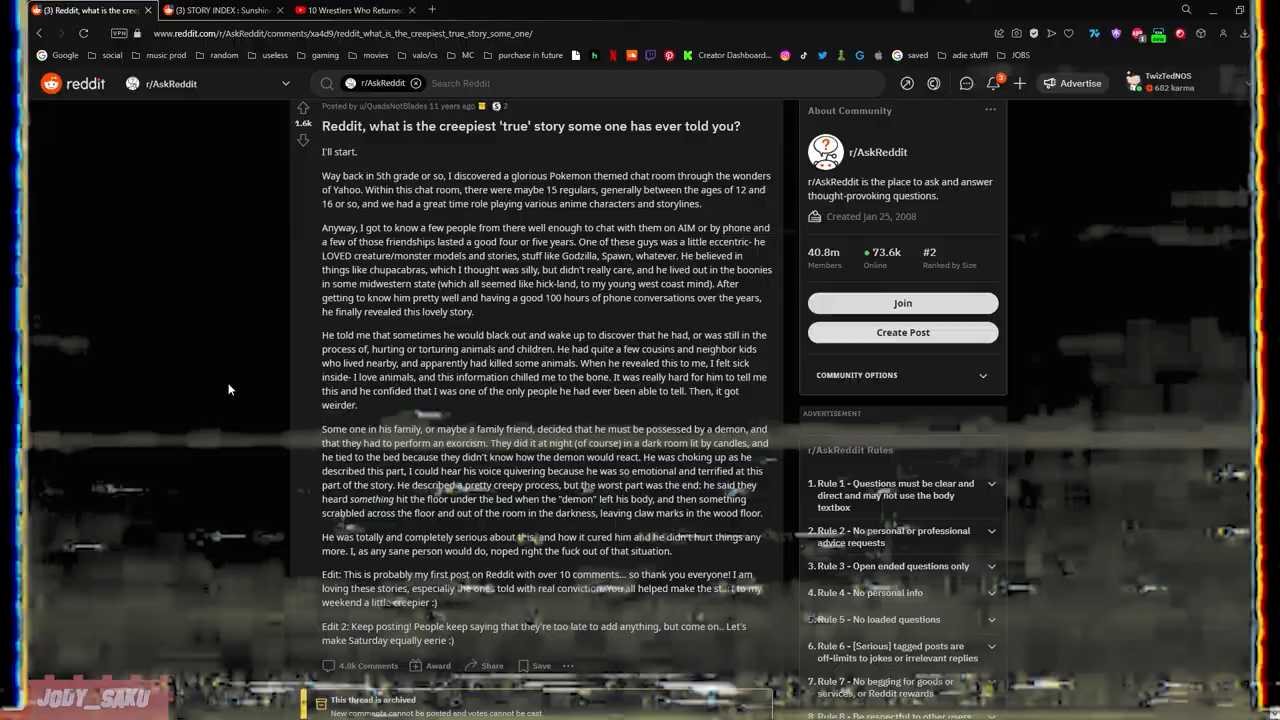 (3) Reddit, what is the creep
(3) STORY INDEX : Sunshin
10 Wrestlers Who Returne
VPN
www.reddit.com/r/AskReddit/comments/xa4d9/reddit_what_is_the_creepiest_true_story_some_one/
Google
social
music prod
random
useless
gaming
movies
valo/cs
MC
purchase in future
Creator Dashboard...
saved
adie stufff
JOBS
reddit
r/AskReddit
r/AskReddit
Search Reddit
3
Advertise
TwizTedNOS
682 karma
Posted by u/QuadsNotBlades 11 years ago
2
1.6k
Reddit, what is the creepiest 'true' story some one has ever told you?
I'll start.
Way back in 5th grade or so, I discovered a glorious Pokemon themed chat room through the wonders
of Yahoo. Within this chat room, there were maybe 15 regulars, generally between the ages of 12 and
16 or so, and we had a great time role playing various anime characters and storylines.
Anyway, I got to know a few people from there well enough to chat with them on AIM or by phone and
a few of those friendships lasted a good four or five years. One of these guys was a little eccentric- he
LOVED creature/monster models and stories, stuff like Godzilla, Spawn, whatever. He believed in
things like chupacabras, which I thought was silly, but didn't really care, and he lived out in the boonies
in some midwestern state (which all seemed like hick-land, to my young west coast mind). After
getting to know him pretty well and having a good 100 hours of phone conversations over the years,
he finally revealed this lovely story.
He told me that sometimes he would black out and wake up to discover that he had, or was still in the
process of, hurting or torturing animals and children. He had quite a few cousins and neighbor kids
who lived nearby, and apparently had killed some animals. When he revealed this to me, I felt sick
inside- I love animals, and this information chilled me to the bone. It was really hard for him to tell me
this and he confided that I was one of the only people he had ever been able to tell. Then, it got
weirder.
Some one in his family, or maybe a family friend, decided that he must be possessed by a demon, and
that they had to perform an exorcism. They did it at night (of course) in a dark room lit by candles, and
he tied to the bed because they didn't know how the demon would react. He was choking up as he
described this part, I could hear his voice quivering because he was so emotional and terrified at this
part of the story. He described a pretty creepy process, but the worst part was the end: he said they
heard something hit the floor under the bed when the "demon" left his body, and then something
scrabbled across the floor and out of the room in the darkness, leaving claw marks in the wood floor.
He was totally and completely serious about this, and how it cured him and he didn't hurt things any
more. I, as any sane person would do, noped right the fuck out of that situation.
Edit: This is probably my first post on Reddit with over 10 comments... so thank you everyone! I am
loving these stories, especially the ones told with real conviction. You all helped make the start to my
weekend a little creepier :)
Edit 2: Keep posting! People keep saying that they're too late to add anything, but come on.. Let's
make Saturday equally eerie :)
4.8k Comments
Award
Share
Save
This thread is archived
New comments cannot be posted and votes cannot be cast
About Community
r/AskReddit
r/AskReddit is the place to ask and answer
thought-provoking questions.
Created Jan 25, 2008
40.8m
73.6k
#2
Members
Online
Ranked by Size
Join
Create Post
COMMUNITY OPTIONS
ADVERTISEMENT
r/AskReddit Rules
1. Rule 1 - Questions must be clear and
direct and may not use the body
textbox
2. Rule 2 - No personal or professional
advice requests
3. Rule 3 - Open ended questions only
4. Rule 4 - No personal info
5. Rule 5 - No loaded questions
6. Rule 6 - [Serious] tagged posts are
off-limits to jokes or irrelevant replies
7. Rule 7 - No begging for goods or
services, or Reddit rewards
8. Rule 8 - Be respectful to other users
JODY_SAKU